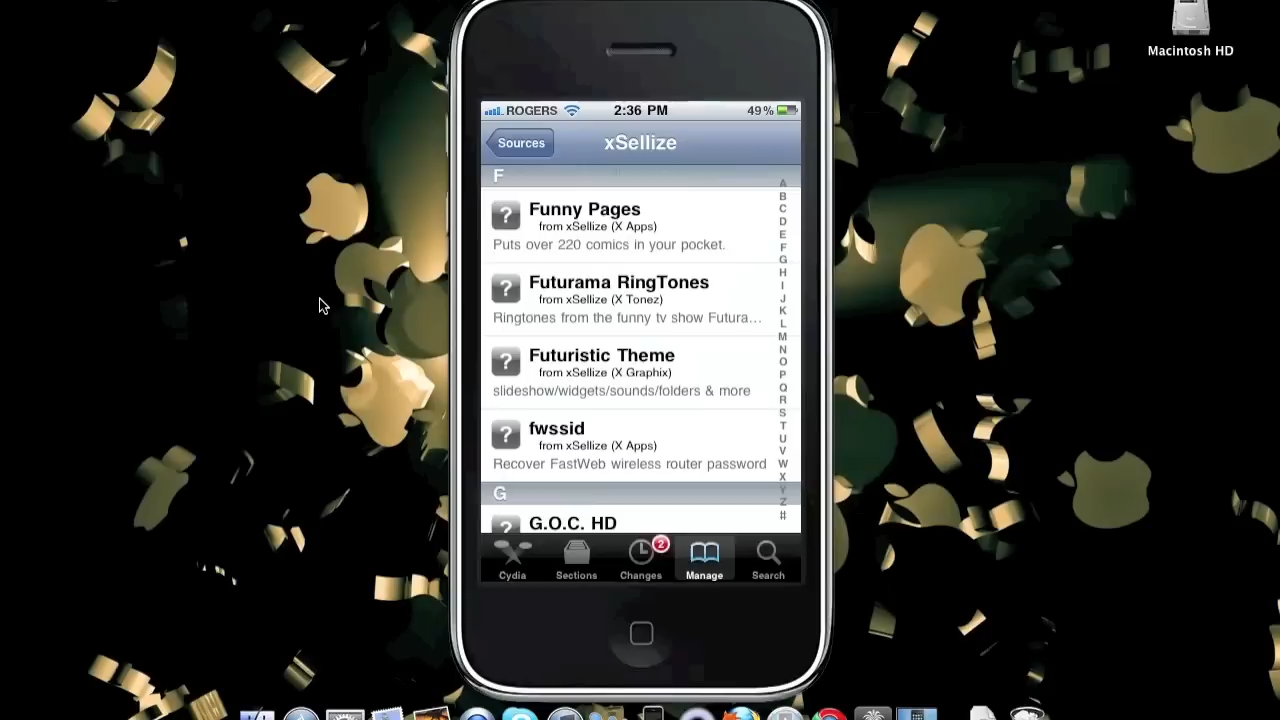 Macintosh HD
ROGERS 2:36 PM 49%
Sources xSellize
F
Funny Pages
from xSellize (X Apps)
Puts over 220 comics in your pocket.
Futurama RingTones
from xSellize (X Tonez)
Ringtones from the funny tv show Futura...
Futuristic Theme
from xSellize (X Graphix)
slideshow/widgets/sounds/folders & more
fwssid
from xSellize (X Apps)
Recover FastWeb wireless router password
G
G.O.C. HD
A
B
C
D
E
F
G
H
I
J
K
L
M
N
O
P
Q
R
S
T
U
V
W
X
Y
Z
#
2
Cydia Sections Changes Manage Search